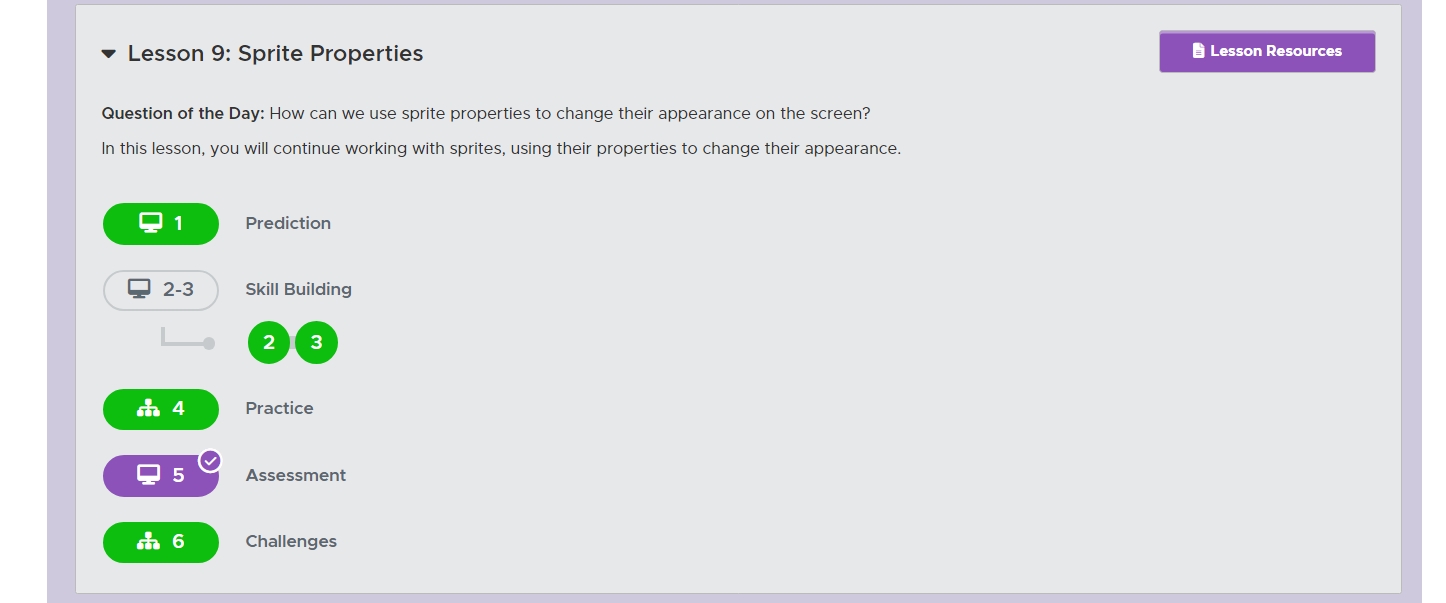 Lesson 9: Sprite Properties
Lesson Resources
Question of the Day: How can we use sprite properties to change their appearance on the screen?
In this lesson, you will continue working with sprites, using their properties to change their appearance.
1 Prediction
2-3 Skill Building
2 3
4 Practice
5 Assessment
6 Challenges